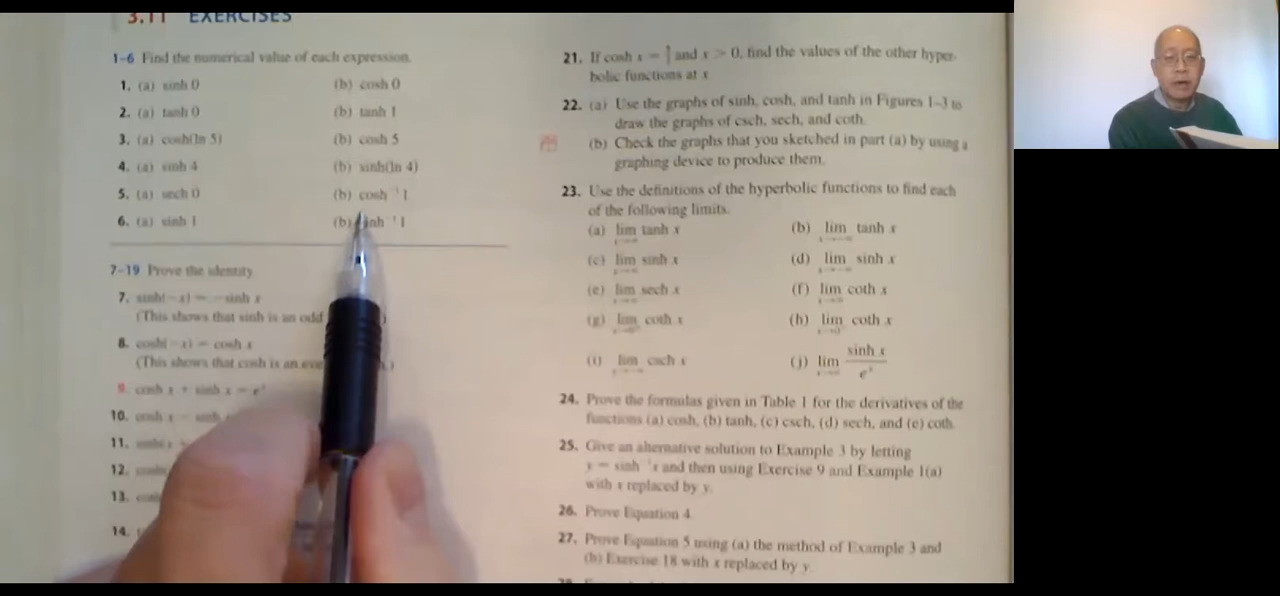 3.11 EXERCISES
1–6 Find the numerical value of each expression.
1. (a) sinh 0 (b) cosh 0
2. (a) tanh 0 (b) tanh 1
3. (a) cosh(ln 5) (b) cosh 5
4. (a) sinh 4 (b) sinh(ln 4)
5. (a) sech 0 (b) cosh⁻¹ 1
6. (a) sinh 1 (b) sinh⁻¹ 1
7–19 Prove the identity.
7. sinh(−x) = −sinh x
(This shows that sinh is an odd
8. cosh(−x) = cosh x
(This shows that cosh is an
9. cosh x + sinh x = eˣ
10. cosh x −
11.
12.
13.
14.
21. If cosh x = and x > 0, find the values of the other hyper-
bolic functions at x.
22. (a) Use the graphs of sinh, cosh, and tanh in Figures 1–3 to
draw the graphs of csch, sech, and coth.
(b) Check the graphs that you sketched in part (a) by using a
graphing device to produce them.
23. Use the definitions of the hyperbolic functions to find each
of the following limits.
(a) lim tanh x (b) lim tanh x
(c) lim sinh x (d) lim sinh x
(e) lim sech x (f) lim coth x
(g) lim coth x (h) lim coth x
(i) lim csch x (j) lim sinh x / eˣ
24. Prove the formulas given in Table 1 for the derivatives of the
functions (a) cosh, (b) tanh, (c) csch, (d) sech, and (e) coth.
25. Give an alternative solution to Example 3 by letting
y = sinh⁻¹x and then using Exercise 9 and Example 1(a)
with x replaced by y.
26. Prove Equation 4.
27. Prove Equation 5 using (a) the method of Example 3 and
(b) Exercise 18 with x replaced by y.